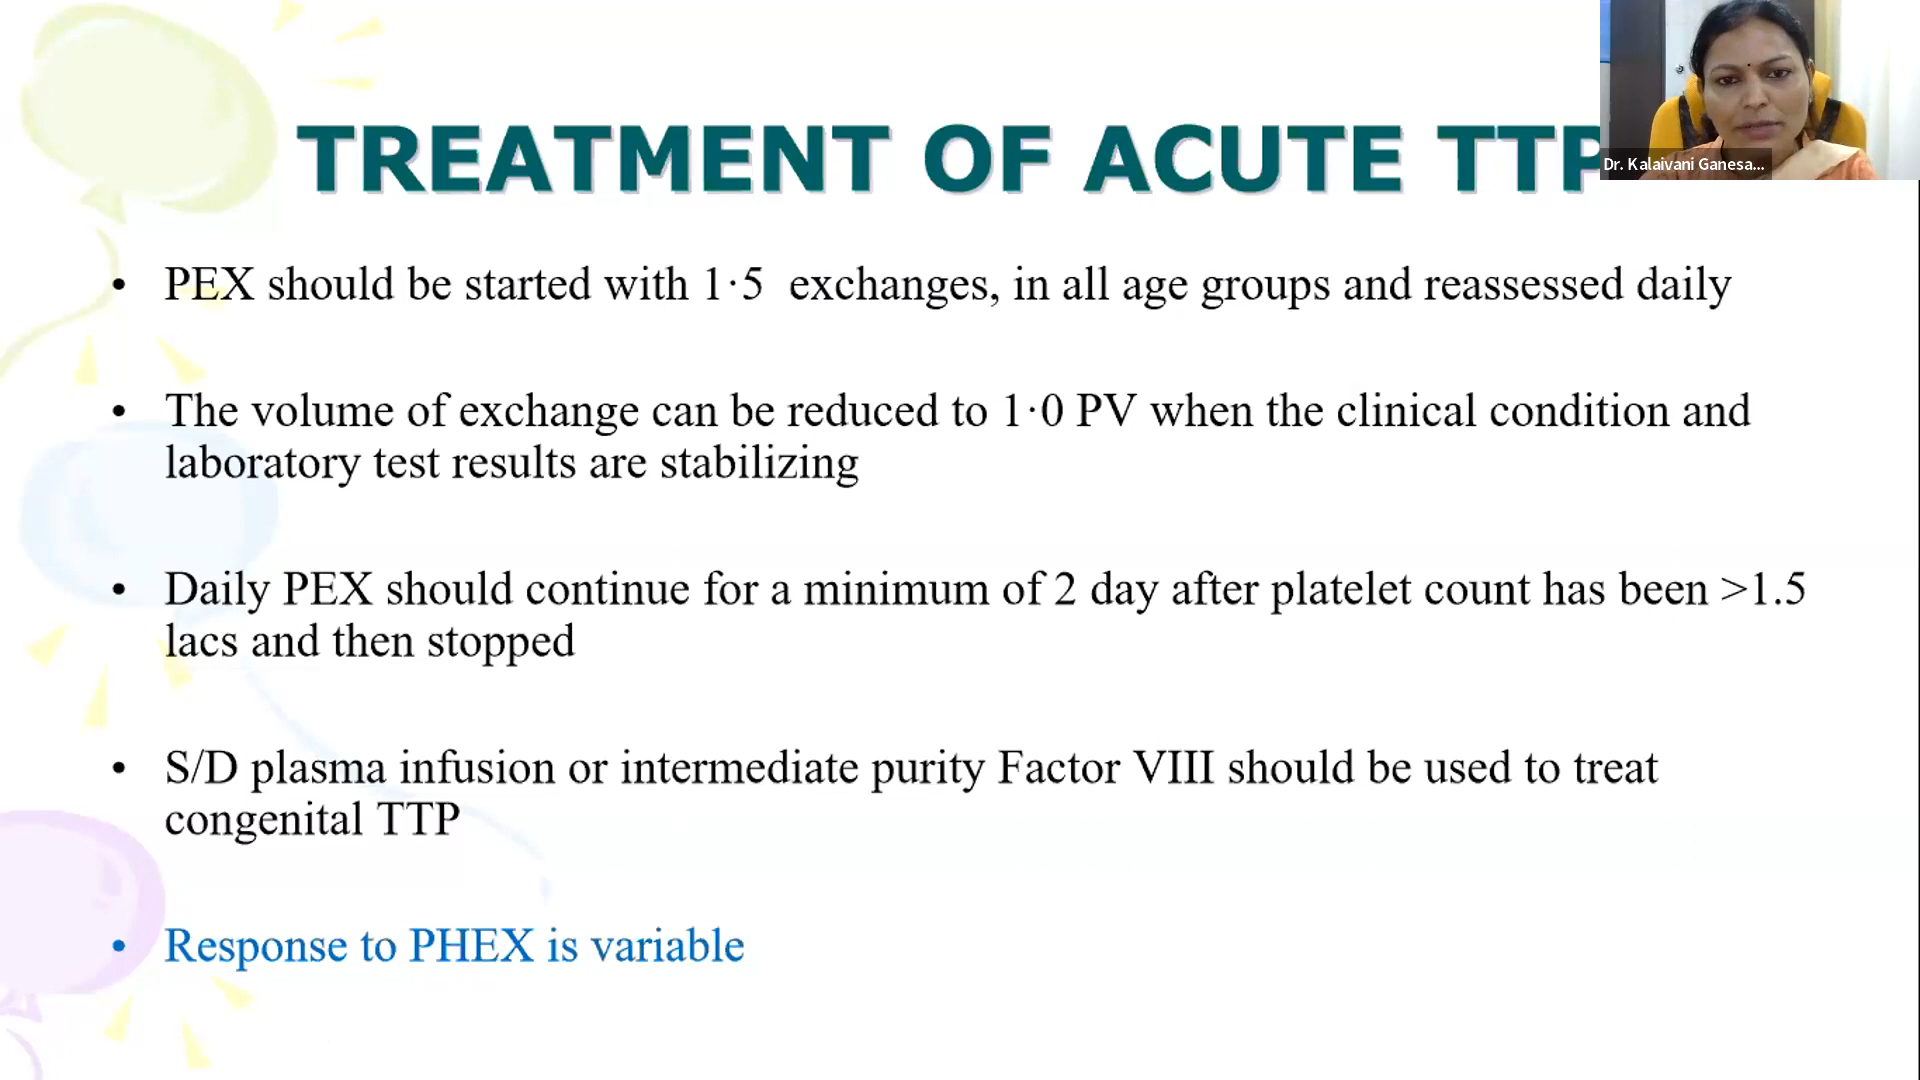 TREATMENT OF ACUTE TTP
Dr. Kalaivani Ganesa...
• PEX should be started with 1·5 exchanges, in all age groups and reassessed daily
• The volume of exchange can be reduced to 1·0 PV when the clinical condition and
laboratory test results are stabilizing
• Daily PEX should continue for a minimum of 2 day after platelet count has been >1.5
lacs and then stopped
• S/D plasma infusion or intermediate purity Factor VIII should be used to treat
congenital TTP
• Response to PHEX is variable